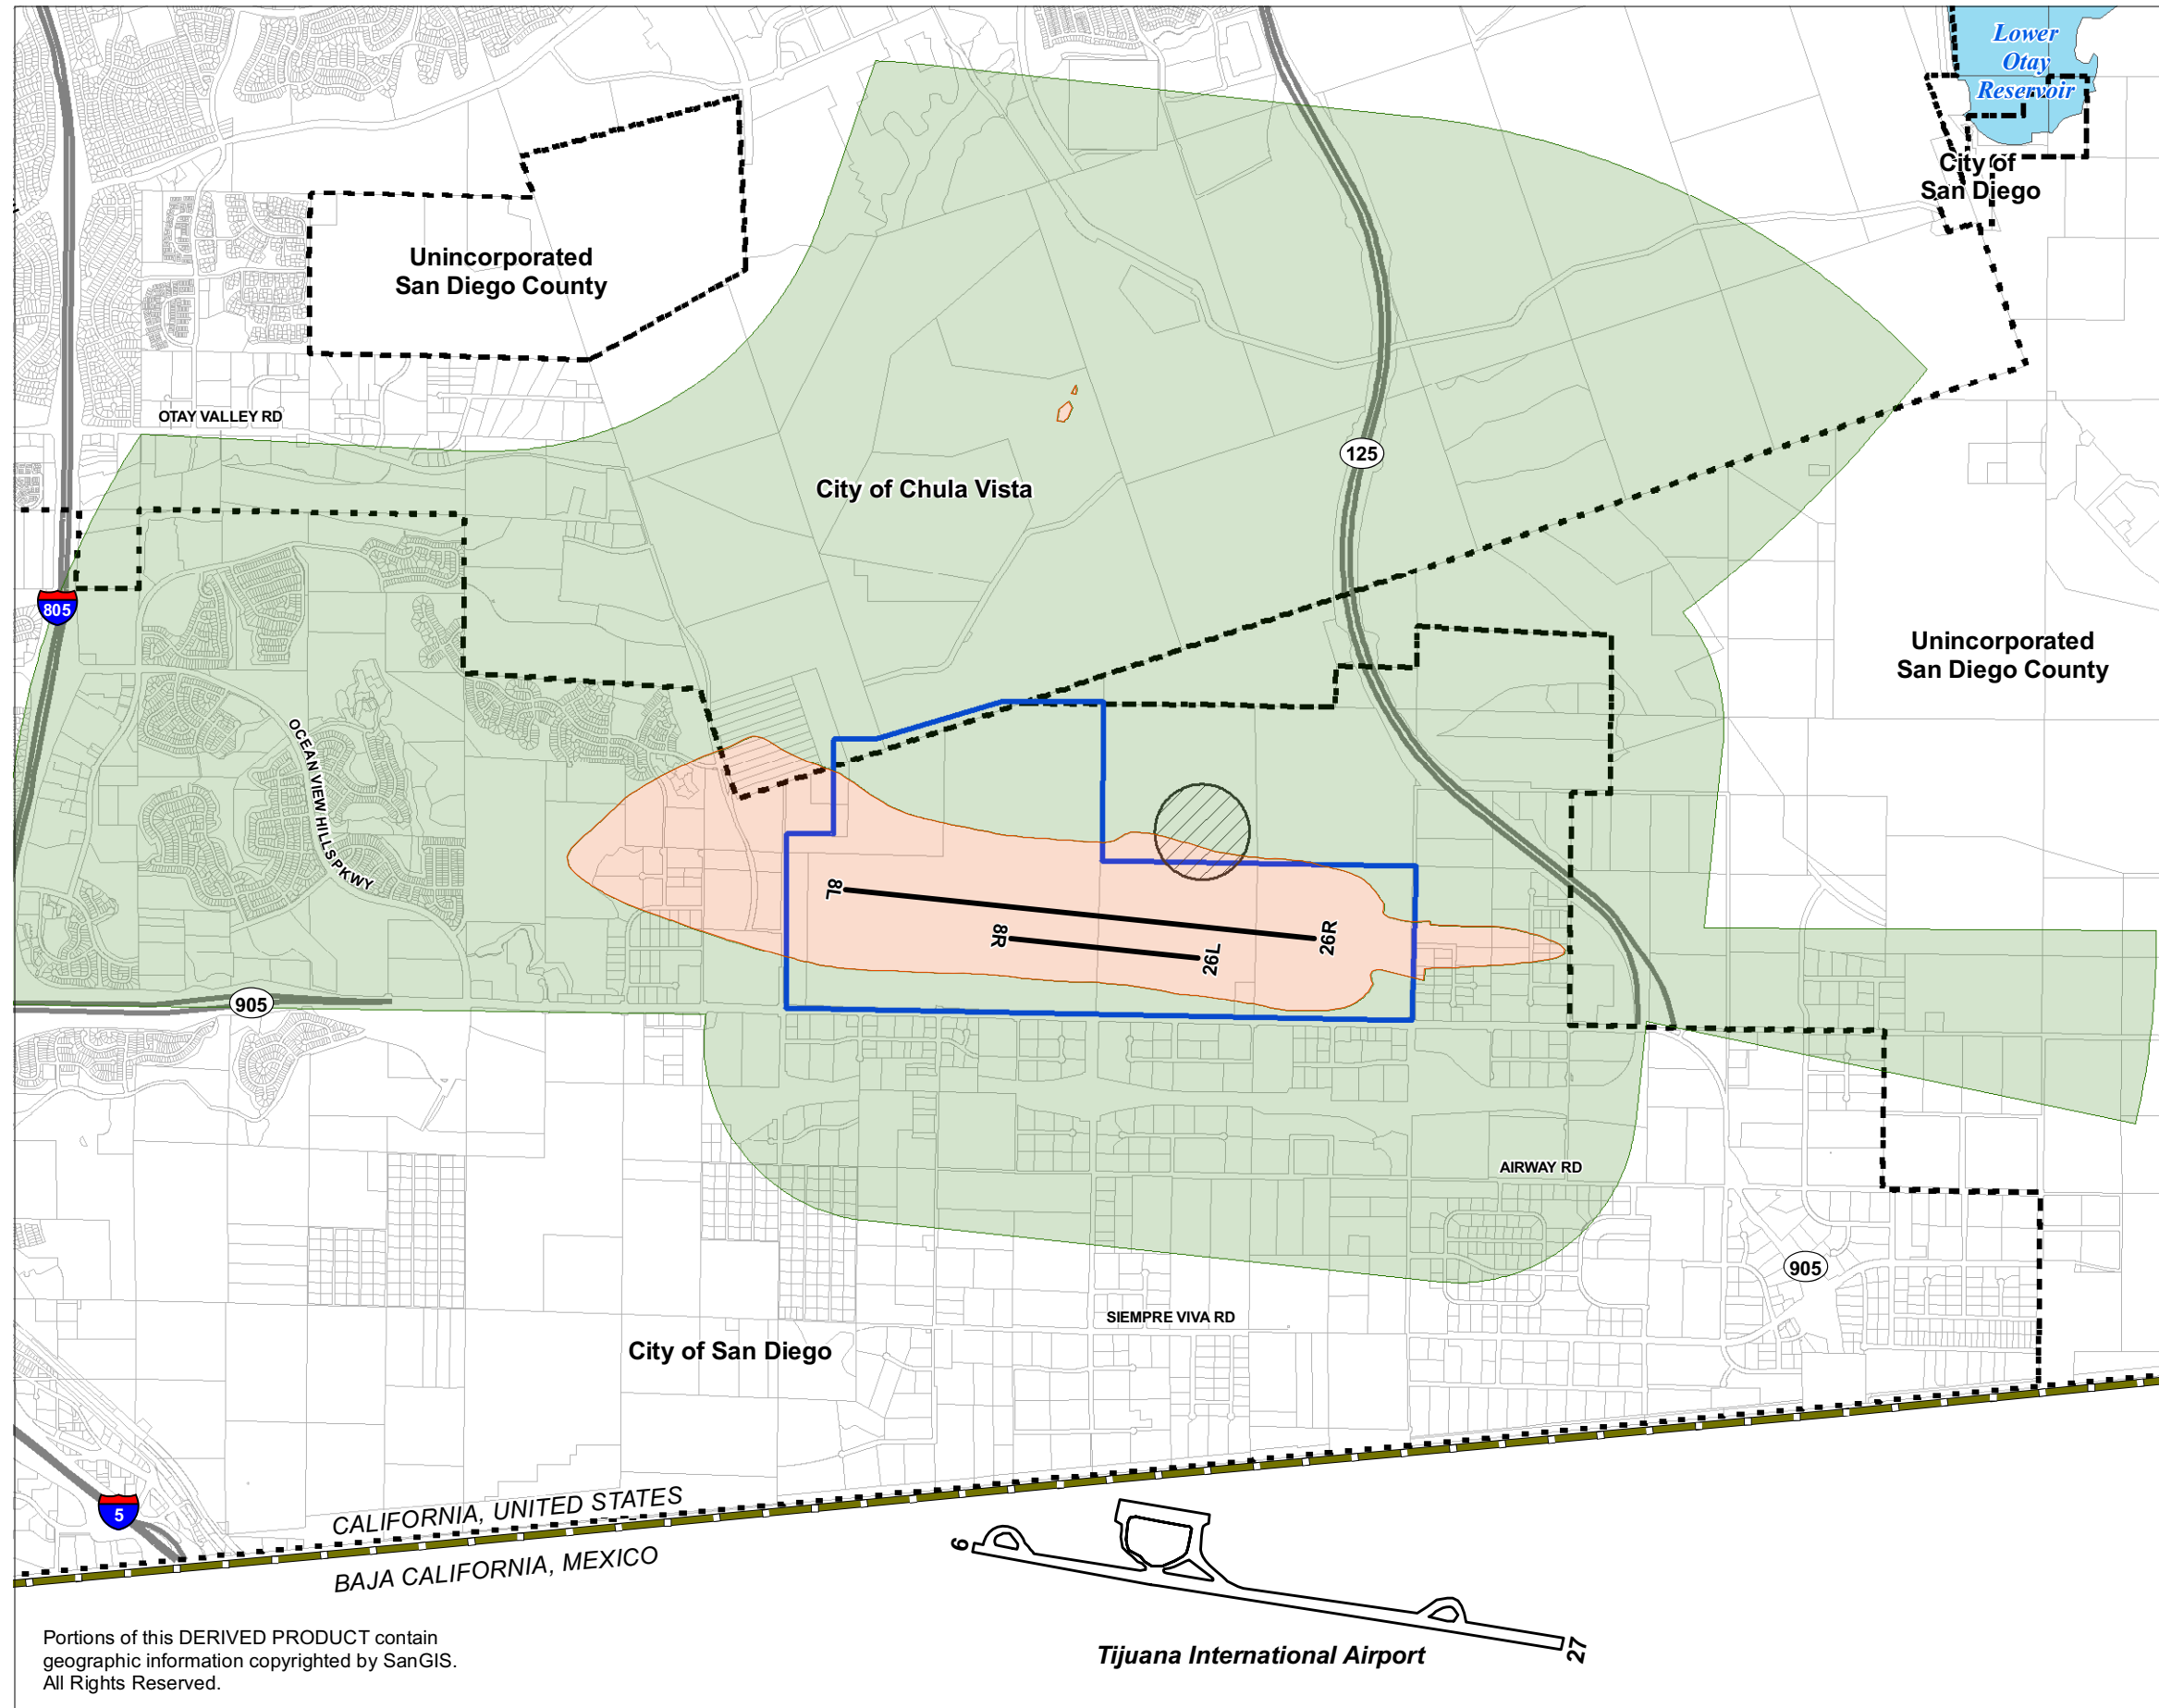 Lower
Otay
Reservoir
City of
San Diego
Unincorporated
San Diego County
OTAY VALLEY RD
125
City of Chula Vista
805
Unincorporated
San Diego County
OCEAN VIEW HILLS PKWY
8L
8R
26L
26R
905
AIRWAY RD
905
SIEMPRE VIVA RD
City of San Diego
5
CALIFORNIA, UNITED STATES
BAJA CALIFORNIA, MEXICO
9
27
Tijuana International Airport
Portions of this DERIVED PRODUCT contain
geographic information copyrighted by SanGIS.
All Rights Reserved.